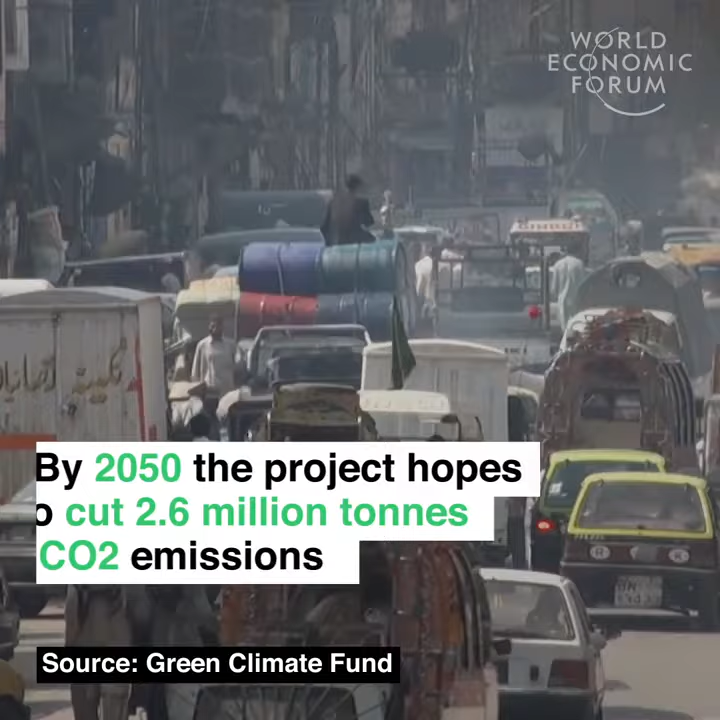 WORLD
ECONOMIC
FORUM
By 2050 the project hopes
o cut 2.6 million tonnes
CO2 emissions
Source: Green Climate Fund